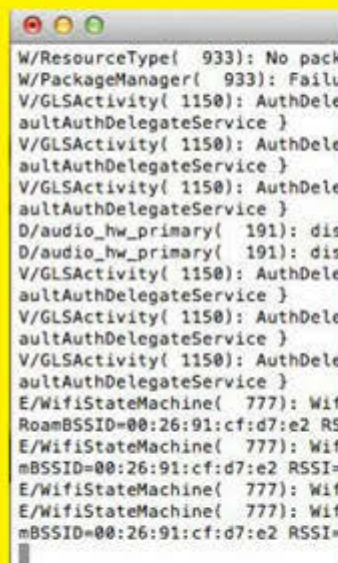 W/ResourceType(  933): No pack
W/PackageManager(  933): Failu
V/GLSActivity( 1150): AuthDele
aultAuthDelegateService }
V/GLSActivity( 1150): AuthDele
aultAuthDelegateService }
V/GLSActivity( 1150): AuthDele
aultAuthDelegateService }
D/audio_hw_primary(  191): dis
D/audio_hw_primary(  191): dis
V/GLSActivity( 1150): AuthDele
aultAuthDelegateService }
V/GLSActivity( 1150): AuthDele
aultAuthDelegateService }
V/GLSActivity( 1150): AuthDele
aultAuthDelegateService }
E/WifiStateMachine(  777): Wif
RoamBSSID=00:26:91:cf:d7:e2 RS
E/WifiStateMachine(  777): Wif
mBSSID=00:26:91:cf:d7:e2 RSSI=
E/WifiStateMachine(  777): Wif
E/WifiStateMachine(  777): Wif
mBSSID=00:26:91:cf:d7:e2 RSSI=